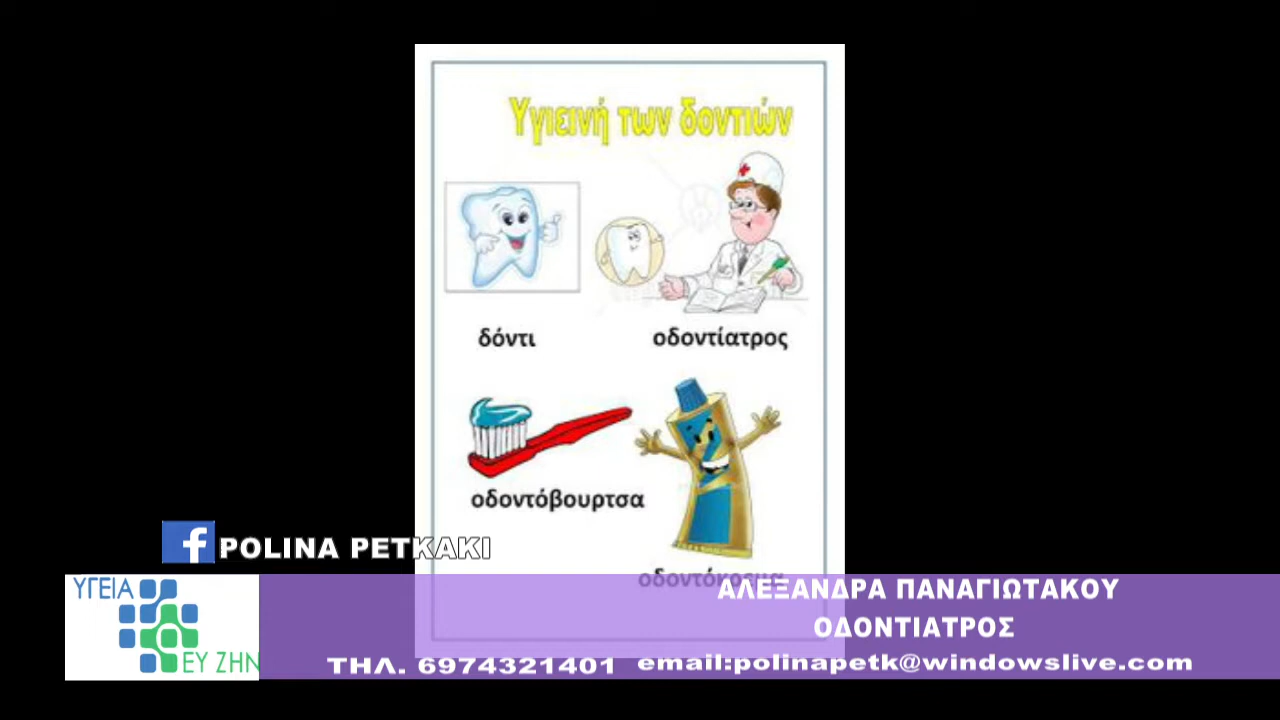 Υγιεινή των δοντιών
δόντι
οδοντίατρος
οδοντόβουρτσα
οδοντόκρεμα
POLINA PETKAKI
ΥΓΕΙΑ
ΕΥ ΖΗΝ
ΑΛΕΞΑΝΔΡΑ ΠΑΝΑΓΙΩΤΑΚΟΥ
ΟΔΟΝΤΙΑΤΡΟΣ
ΤΗΛ. 6974321401
email:polinapetk@windowslive.com